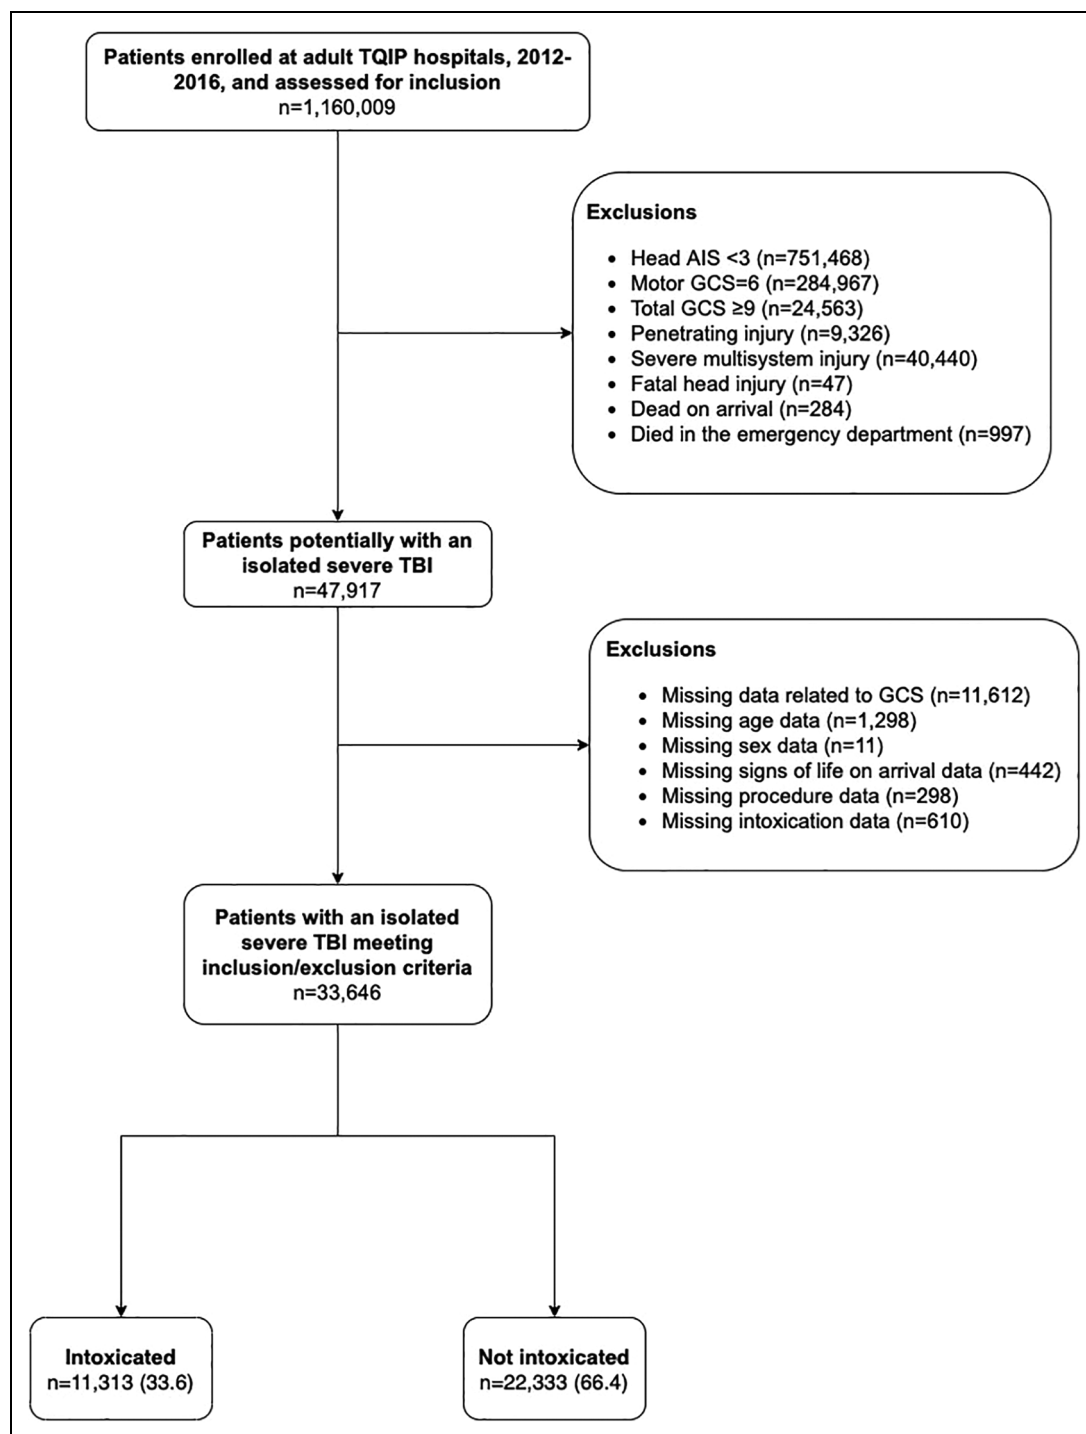 Patients enrolled at adult TQIP hospitals, 2012-
2016, and assessed for inclusion
n=1,160,009
Exclusions
• Head AIS <3 (n=751,468)
• Motor GCS=6 (n=284,967)
• Total GCS ≥9 (n=24,563)
• Penetrating injury (n=9,326)
• Severe multisystem injury (n=40,440)
• Fatal head injury (n=47)
• Dead on arrival (n=284)
• Died in the emergency department (n=997)
Patients potentially with an
isolated severe TBI
n=47,917
Exclusions
• Missing data related to GCS (n=11,612)
• Missing age data (n=1,298)
• Missing sex data (n=11)
• Missing signs of life on arrival data (n=442)
• Missing procedure data (n=298)
• Missing intoxication data (n=610)
Patients with an isolated
severe TBI meeting
inclusion/exclusion criteria
n=33,646
Intoxicated
n=11,313 (33.6)
Not intoxicated
n=22,333 (66.4)